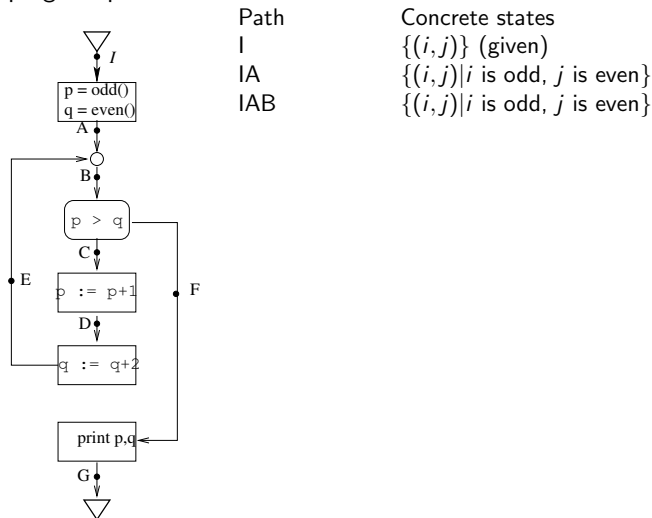 Path Concrete states
I {(i,j)} (given)
IA {(i,j)|i is odd, j is even}
IAB {(i,j)|i is odd, j is even}
I
p = odd()
q = even()
A
B
p > q
C
E
F
p := p+1
D
q := q+2
print p,q
G